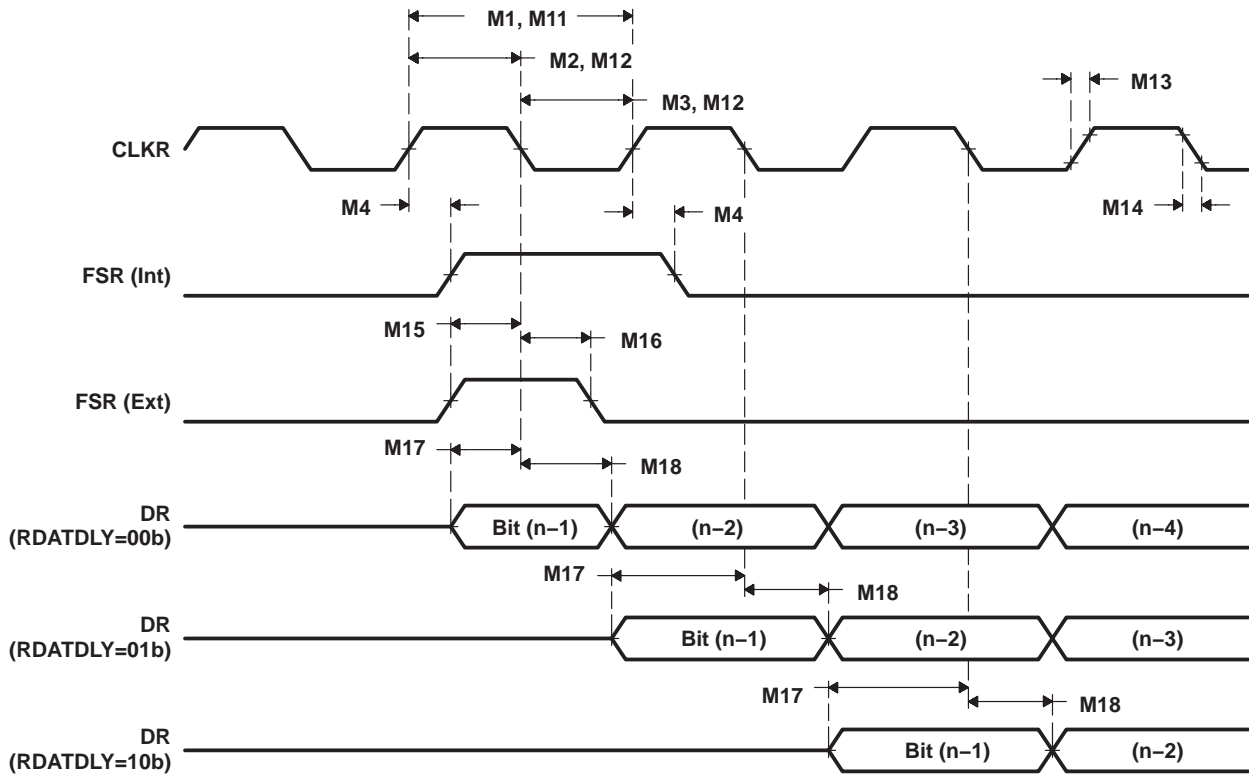 M1, M11
M2, M12
M13
M3, M12
CLKR
M4
M4
M14
FSR (Int)
M15
M16
FSR (Ext)
M17
M18
DR
(RDATDLY=00b)
Bit (n–1)
(n–2)
(n–3)
(n–4)
M17
M18
DR
(RDATDLY=01b)
Bit (n–1)
(n–2)
(n–3)
M17
M18
DR
(RDATDLY=10b)
Bit (n–1)
(n–2)